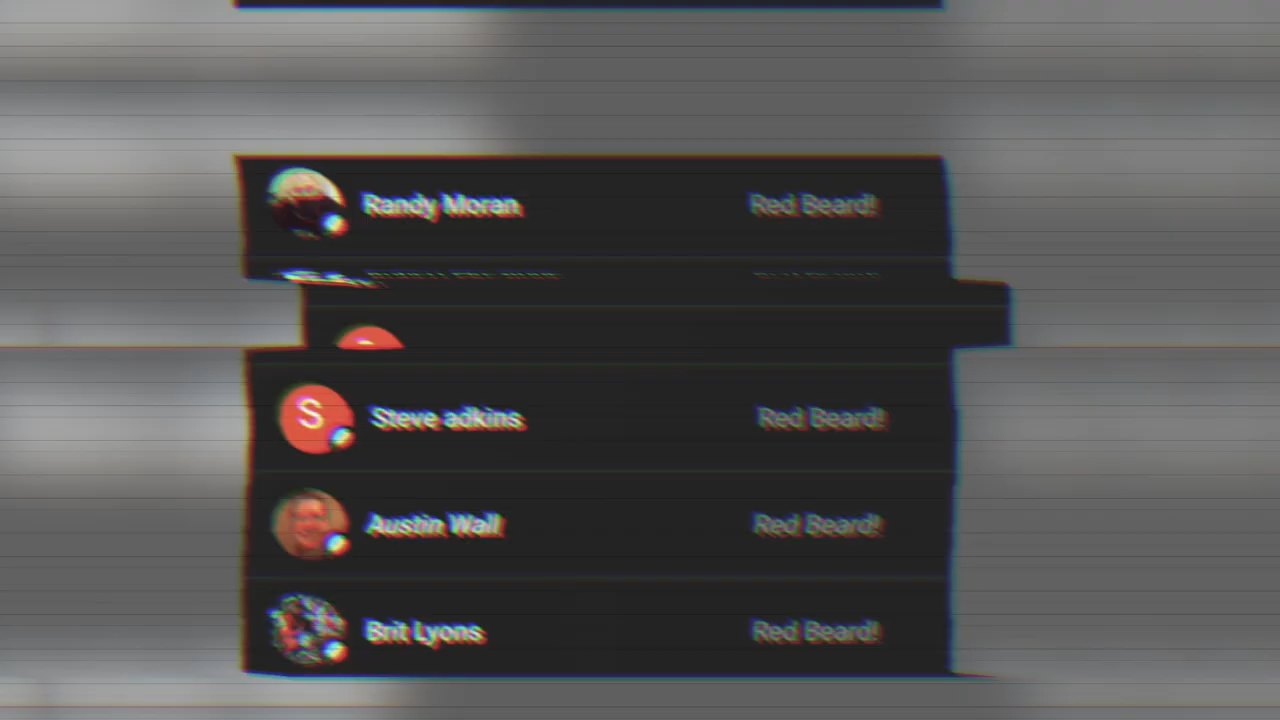 Randy Moran Red Beard!
S Steve adkins Red Beard!
Austin Wall Red Beard!
Brit Lyons Red Beard!